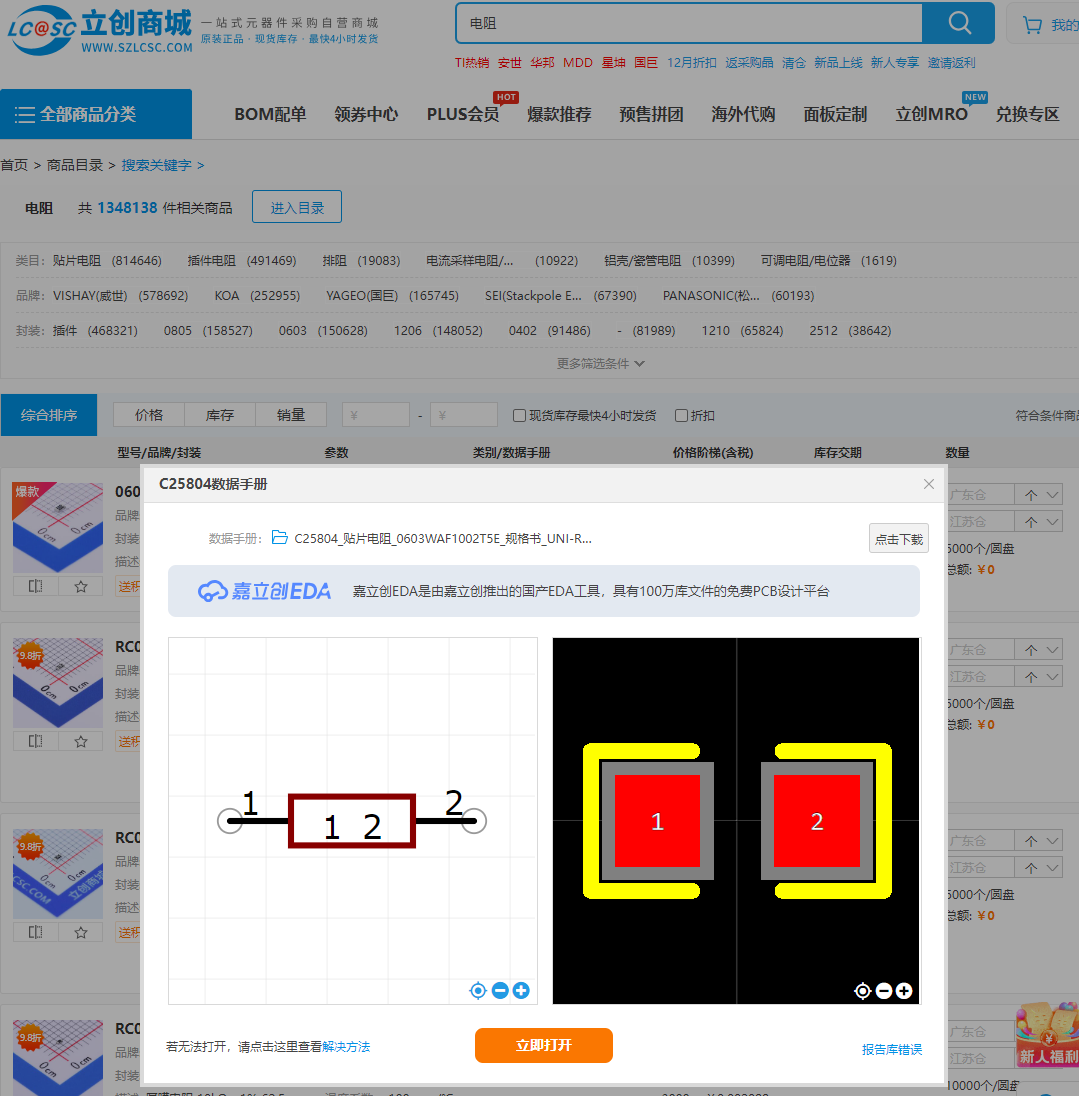 LC@SC 立创商城
WWW.SZLCSC.COM
一站式元器件采购自营商城
原装正品·现货库存·最快4小时发货
电阻
我的
TI热销 安世 华邦 MDD 星坤 国巨 12月折扣 返采购晶 清仓 新品上线 新人专享 邀请返利
全部商品分类
BOM配单 领券中心 PLUS会员 HOT 爆款推荐 预售拼团 海外代购 面板定制 立创MRO NEW 兑换专区
首页 > 商品目录 > 搜索关键字 >
电阻 共 1348138 件相关商品 进入目录
类目: 贴片电阻 (814646) 插件电阻 (491469) 排阻 (19083) 电流采样电阻/... (10922) 铝壳/瓷管电阻 (10399) 可调电阻/电位器 (1619)
品牌: VISHAY(威世) (578692) KOA (252955) YAGEO(国巨) (165745) SEI(Stackpole E... (67390) PANASONIC(松... (60193)
封装: 插件 (468321) 0805 (158527) 0603 (150628) 1206 (148052) 0402 (91486) - (81989) 1210 (65824) 2512 (38642)
更多筛选条件
综合排序 价格 库存 销量 ¥ - ¥ 现货库存最快4小时发货 折扣 符合条件商品
型号/品牌/封装 参数 类别/数据手册 价格阶梯(含税) 库存交期 数量
C25804数据手册
数据手册: C25804_贴片电阻_0603WAF1002T5E_规格书_UNI-R... 点击下载
嘉立创EDA 嘉立创EDA是由嘉立创推出的国产EDA工具，具有100万库文件的免费PCB设计平台
1 2
1 2
1 2
若无法打开，请点击这里查看解决方法
立即打开
报告库错误
爆款
0cm 0cm
060
品牌
封装
描述
送积
广东仓 个
江苏仓 个
5000个/圆盘
总额: ¥0
9.8折
0cm 0cm
RC0
品牌
封装
描述
送积
广东仓 个
江苏仓 个
5000个/圆盘
总额: ¥0
9.8折
CSC.COM 立创商城
RC0
品牌
封装
描述
送积
广东仓 个
江苏仓 个
5000个/圆盘
总额: ¥0
9.8折
0cm 0cm
RC0
品牌
封装
广东仓
江苏仓
新人福利
10000个/圆盘